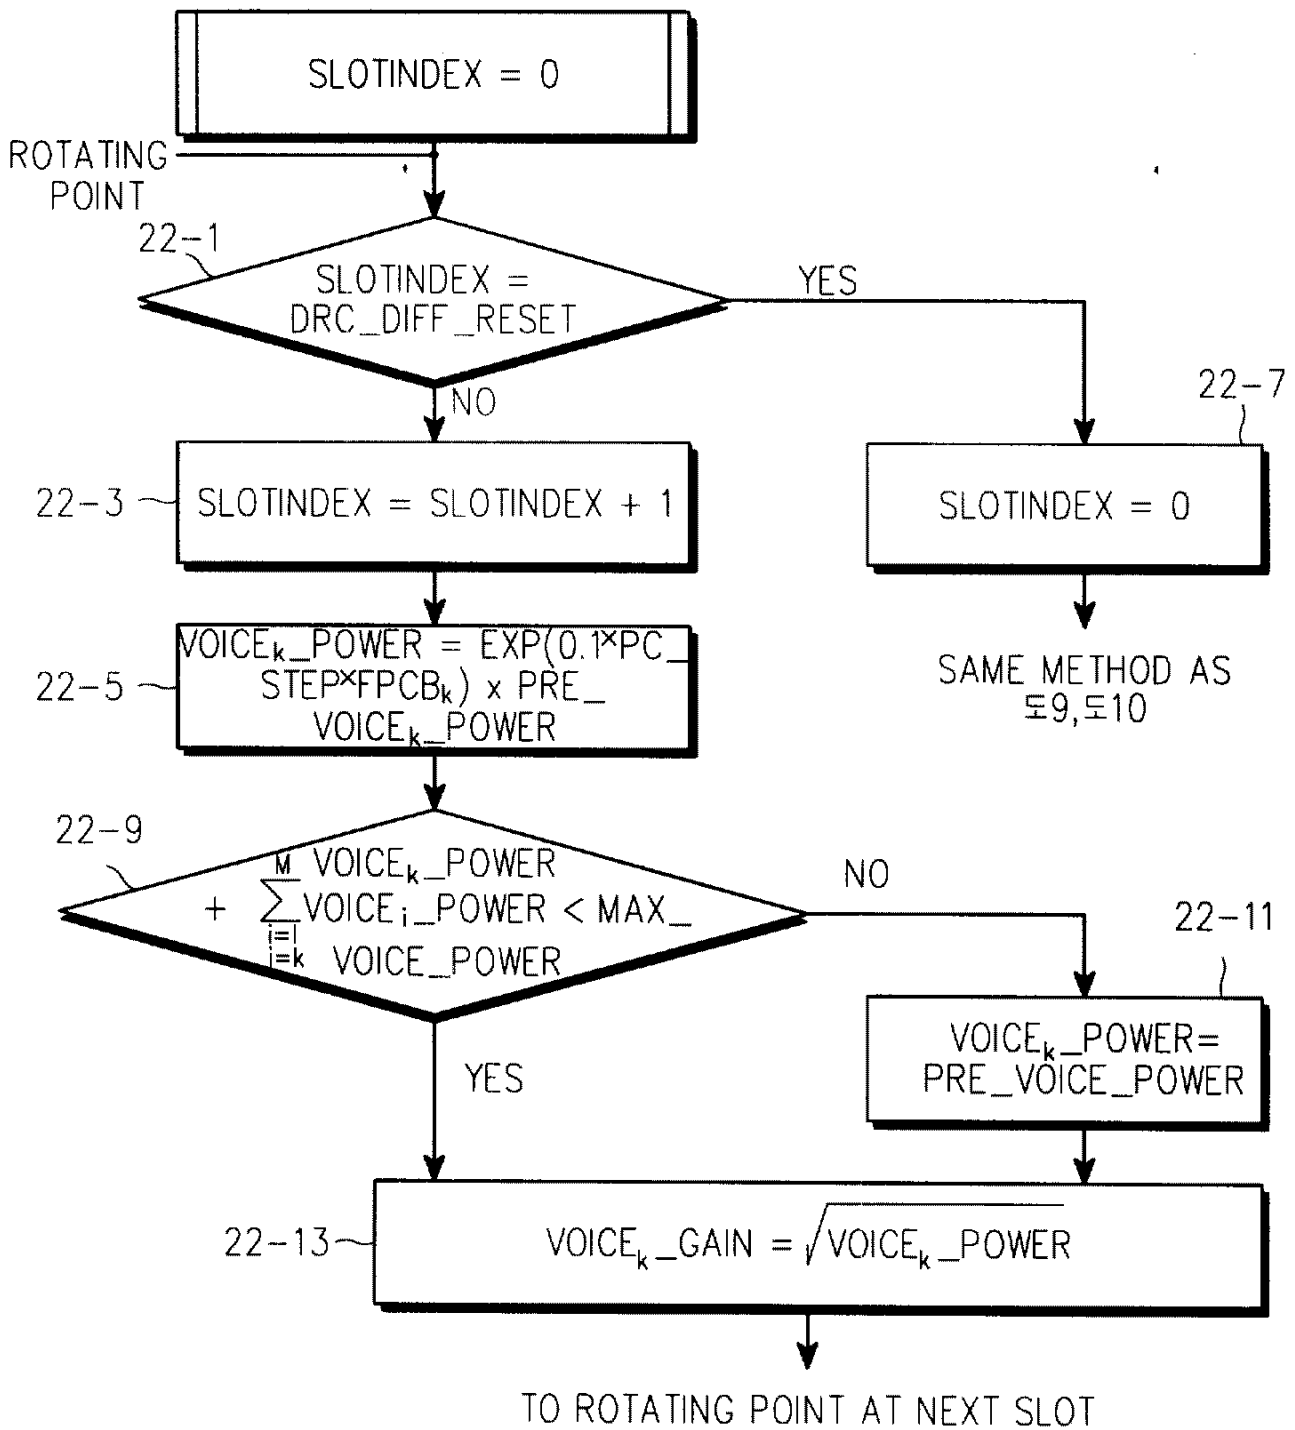 SLOTINDEX = 0
ROTATING
POINT
22-1
SLOTINDEX =
DRC_DIFF_RESET
YES
NO
22-7
22-3
SLOTINDEX = SLOTINDEX + 1
SLOTINDEX = 0
22-5
VOICEk_POWER = EXP(0.1×PC_
STEP×FPCBk) x PRE_
VOICEk_POWER
SAME METHOD AS
도9,도10
22-9
VOICEk_POWER
M
+ ∑VOICEi_POWER < MAX_
i=l
i=k
VOICE_POWER
NO
22-11
VOICEk_POWER=
PRE_VOICE_POWER
YES
22-13
VOICEk_GAIN = √VOICEk_POWER
TO ROTATING POINT AT NEXT SLOT